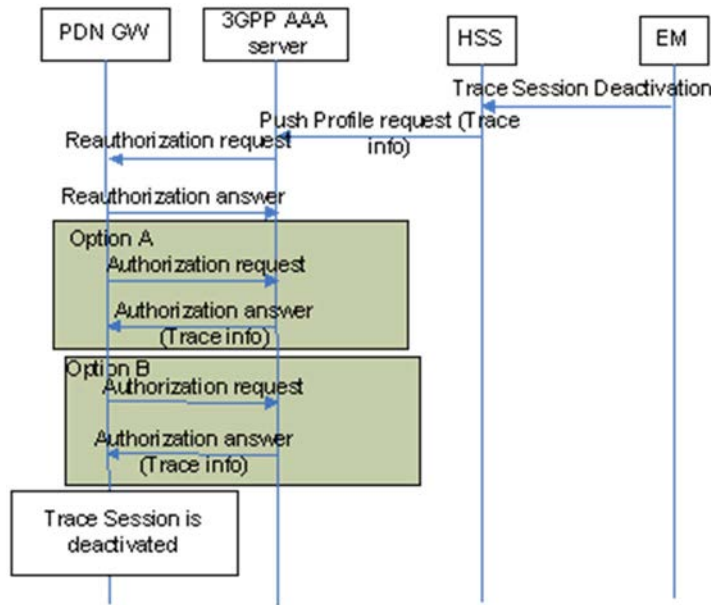 PDN GW
3GPP AAA
server
HSS
EM
Trace Session Deactivation
Push Profile request (Trace
info)
Reauthorization request
Reauthorization answer
Option A
Authorization request
Authorization answer
(Trace info)
Option B
Authorization request
Authorization answer
(Trace info)
Trace Session is
deactivated